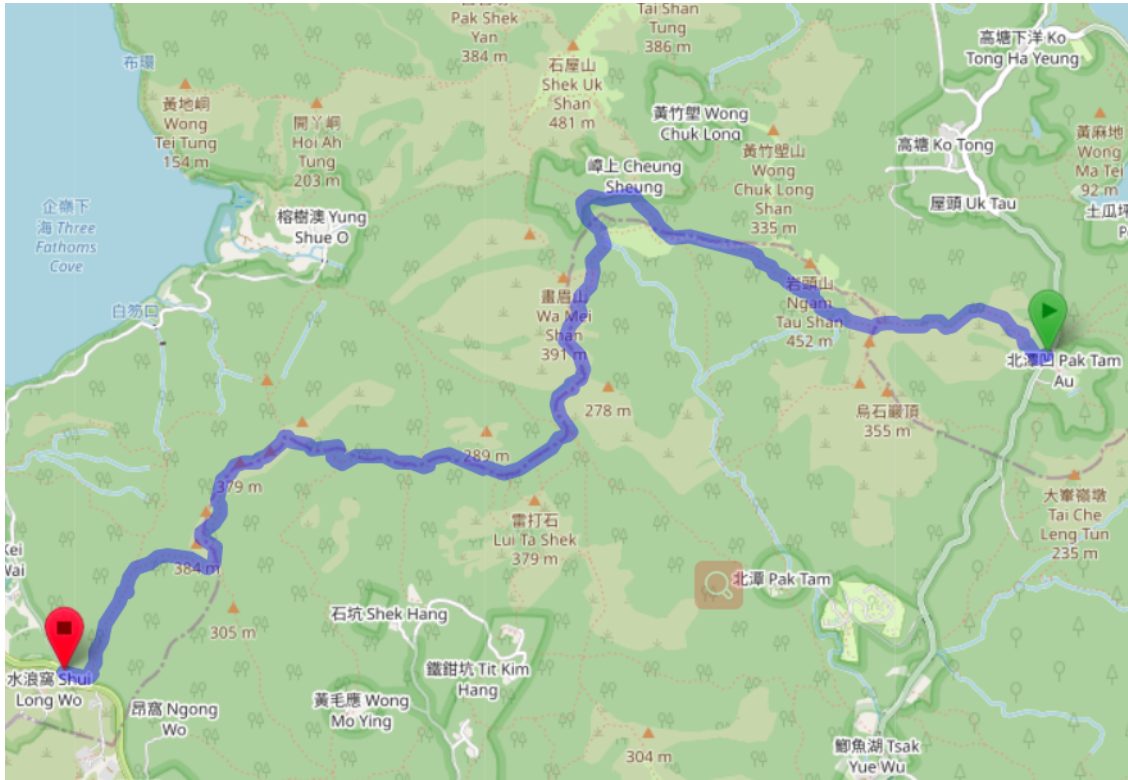 Pak Shek
Yan
384 m
Tai Shan
Tung
386 m
高塘下洋 Ko
Tong Ha Yeung
布環
石屋山
Shek Uk
Shan
481 m
黃地峒
Wong
Tei Tung
154 m
開丫峒
Hoi Ah
Tung
203 m
黃竹塱 Wong
Chuk Long
黃竹塱山
Wong
Chuk Long
Shan
335 m
高塘 Ko Tong
黃麻地
Wong
Ma Tei
92 m
嶂上 Cheung
Sheung
屋頭 Uk Tau
土瓜坪
企嶺下
海 Three
Fathoms
Cove
榕樹澳 Yung
Shue O
白笏口
畫眉山
Wa Mei
Shan
391 m
岩頭山
Ngam
Tau Shan
452 m
北潭凹 Pak Tam
Au
278 m
烏石巖頂
355 m
289 m
379 m
雷打石
Lui Ta Shek
379 m
大峯嶺墩
Tai Che
Leng Tun
235 m
Kei
Wai
384 m
北潭 Pak Tam
305 m
石坑 Shek Hang
水浪窩 Shui
Long Wo
鐵鉗坑 Tit Kim
Hang
昂窩 Ngong
Wo
黃毛應 Wong
Mo Ying
304 m
鯽魚湖 Tsak
Yue Wu